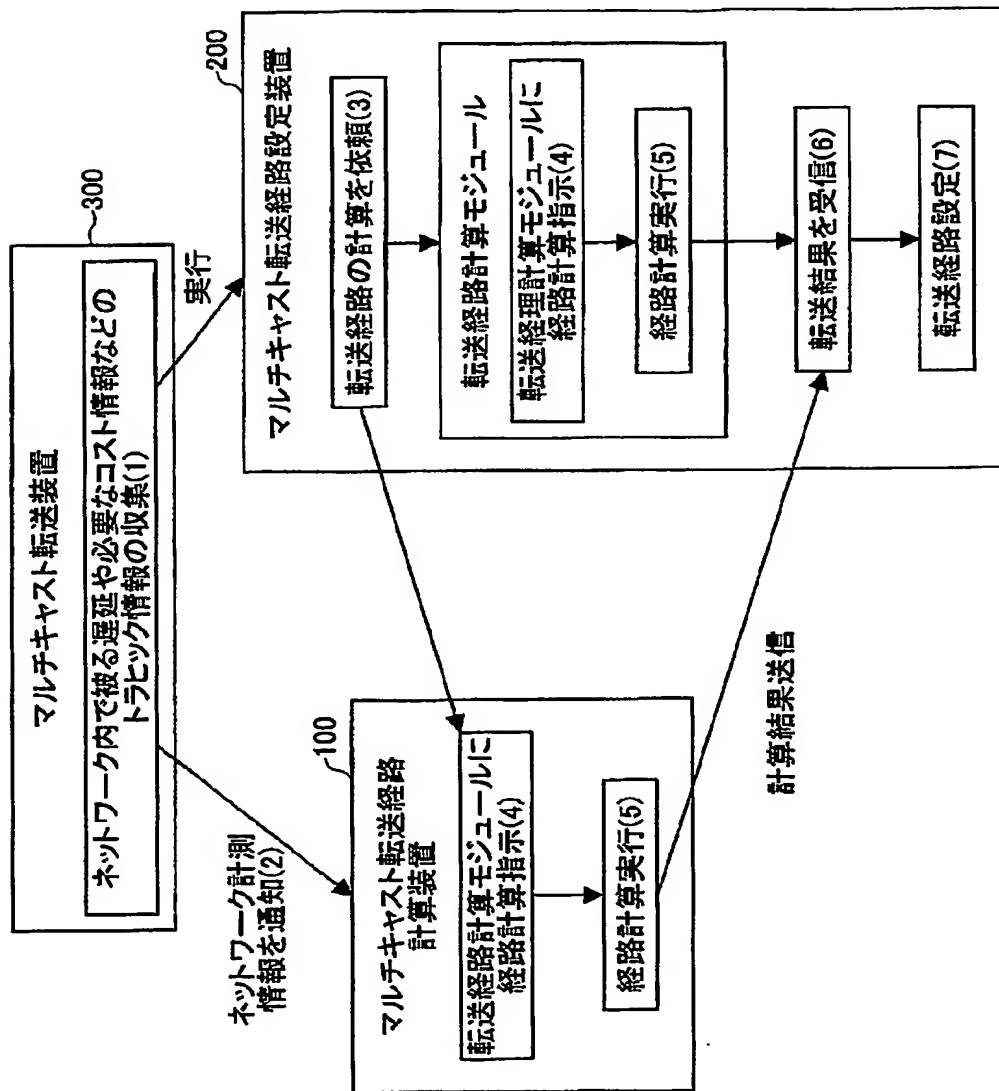 マルチキャスト転送装置
300
ネットワーク内で被る遅延や必要なコスト情報などの
トラヒック情報の収集(1)
ネットワーク計測
情報を通知(2)
実行
マルチキャスト転送経路
計算装置
100
転送経路計算モジュールに
経路計算指示(4)
経路計算実行(5)
計算結果送信
200
マルチキャスト転送経路設定装置
転送経路の計算を依頼(3)
転送経路計算モジュール
転送経理計算モジュールに
経路計算指示(4)
経路計算実行(5)
転送結果を受信(6)
転送経路設定(7)